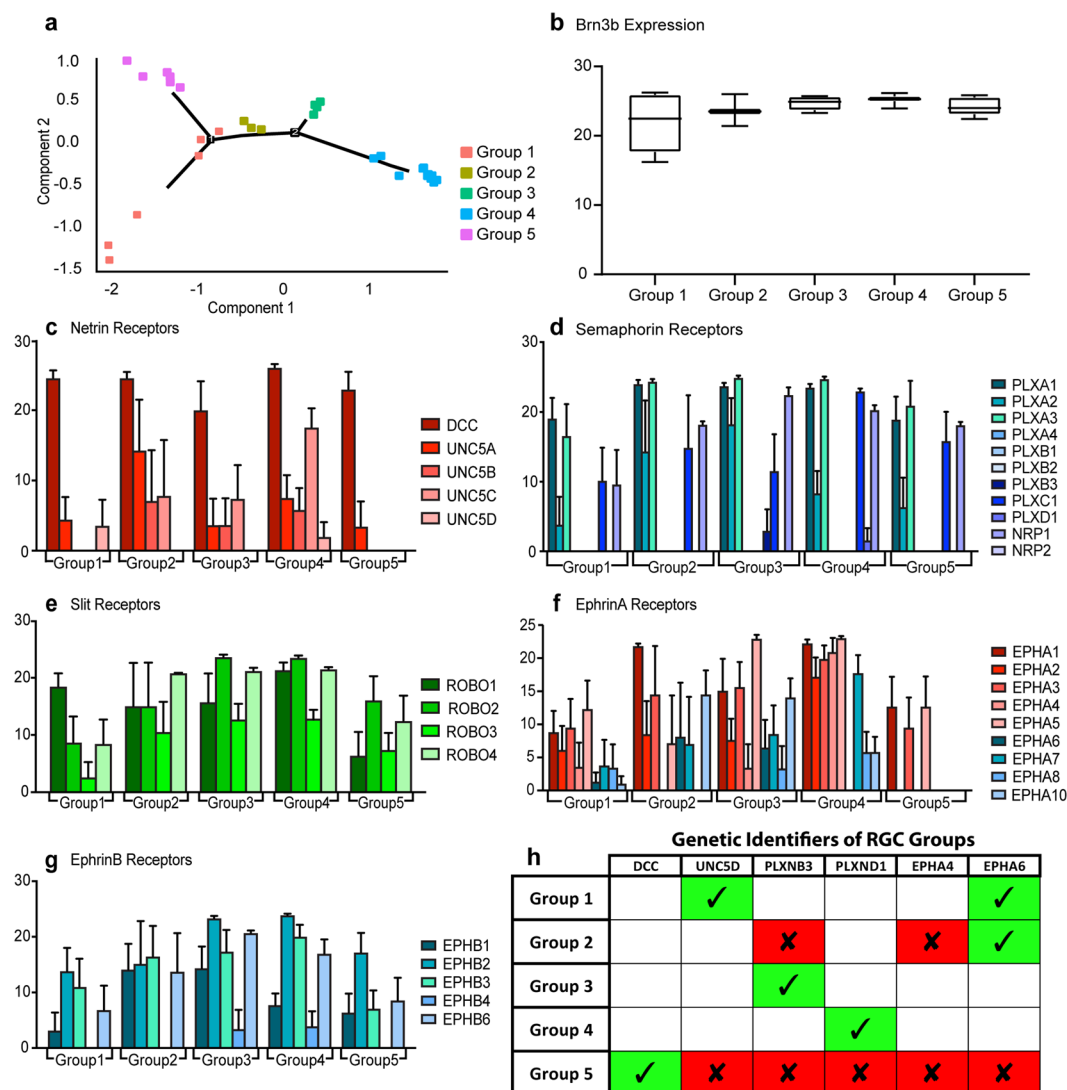 a
1.0
0.5
0.0
-0.5
-1.0
-1.5
Component 2
-2
-1
0
1
Component 1
Group 1
Group 2
Group 3
Group 4
Group 5
b Brn3b Expression
30
20
10
0
Group 1 Group 2 Group 3 Group 4 Group 5
c Netrin Receptors
30
20
10
0
Group1 Group2 Group3 Group4 Group5
DCC
UNC5A
UNC5B
UNC5C
UNC5D
d Semaphorin Receptors
30
20
10
0
Group1 Group2 Group3 Group4 Group5
PLXA1
PLXA2
PLXA3
PLXA4
PLXB1
PLXB2
PLXB3
PLXC1
PLXD1
NRP1
NRP2
e Slit Receptors
30
20
10
0
Group1 Group2 Group3 Group4 Group5
ROBO1
ROBO2
ROBO3
ROBO4
f EphrinA Receptors
25
20
15
10
5
0
Group1 Group2 Group3 Group4 Group5
EPHA1
EPHA2
EPHA3
EPHA4
EPHA5
EPHA6
EPHA7
EPHA8
EPHA10
g EphrinB Receptors
30
20
10
0
Group1 Group2 Group3 Group4 Group5
EPHB1
EPHB2
EPHB3
EPHB4
EPHB6
h Genetic Identifiers of RGC Groups
DCC UNC5D PLXNB3 PLXND1 EPHA4 EPHA6
Group 1 ✓ ✓
Group 2 ✘ ✘ ✓
Group 3 ✓
Group 4 ✓
Group 5 ✓ ✘ ✘ ✘ ✘ ✘